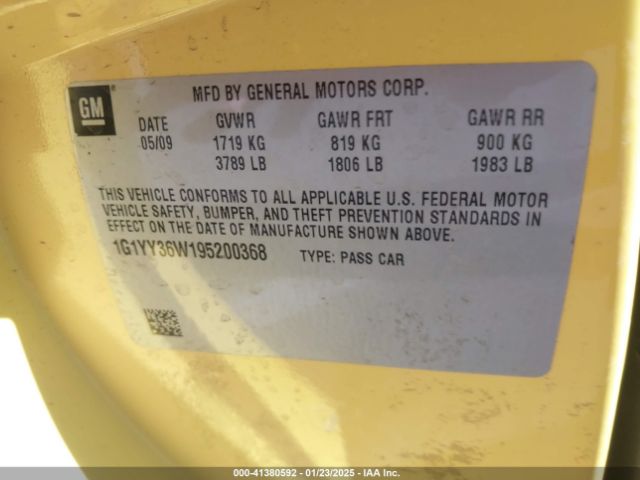 GM
MFD BY GENERAL MOTORS CORP.
DATE GVWR GAWR FRT GAWR RR
05/09 1719 KG 819 KG 900 KG
3789 LB 1806 LB 1983 LB
THIS VEHICLE CONFORMS TO ALL APPLICABLE U.S. FEDERAL MOTOR
VEHICLE SAFETY, BUMPER, AND THEFT PREVENTION STANDARDS IN
EFFECT ON THE DATE OF MANUFACTURE SHOWN ABOVE.
1G1YY36W195200368 TYPE: PASS CAR
000-41380592 - 01/23/2025 - IAA Inc.